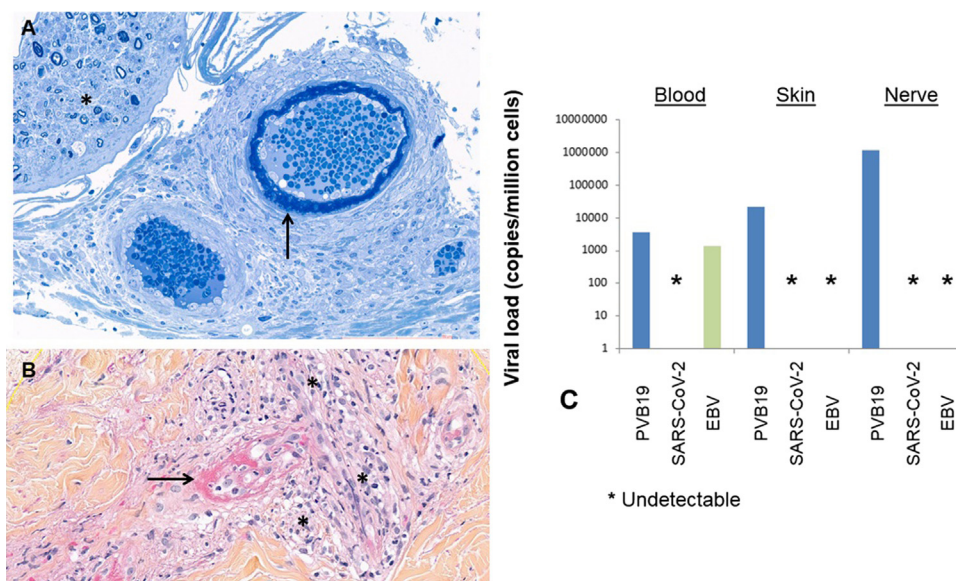 A
*
B
*
*
*
Blood Skin Nerve
Viral load (copies/million cells)
10000000
1000000
100000
10000
1000
100
10
1
* * * * *
PVB19
SARS-CoV-2
EBV
PVB19
SARS-CoV-2
EBV
PVB19
SARS-CoV-2
EBV
C
* Undetectable